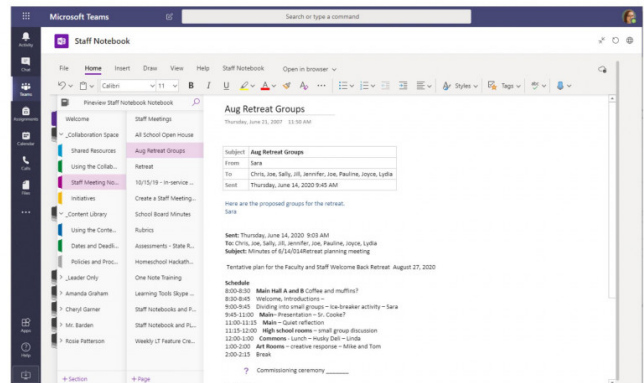 Microsoft Teams
Search or type a command
Activity
Chat
Teams
Assignments
Calendar
Calls
Files
Apps
Help
Staff Notebook
File Home Insert Draw View Help Staff Notebook Open in browser
Calibri 11 B I U A Styles Tags
Pineview Staff Notebook Notebook
Welcome
_Collaboration Space
Shared Resources
Using the Collab...
Staff Meeting No...
Initiatives
_Content Library
Using the Conte...
Dates and Deadli...
Policies and Proc...
_Leader Only
Amanda Graham
Cheryl Garner
Mr. Barden
Rosie Patterson
+ Section
Staff Meetings
All School Open House
Aug Retreat Groups
Retreat
10/15/19 - In-service ...
Create a Staff Meeting...
School Board Minutes
Rubrics
Assessments - State R...
Homeschool Hackath...
One Note Training
Learning Tools Skype ...
Staff Notebooks and P...
Staff Notebook and PL...
Weekly LT Feature Cre...
+ Page
Aug Retreat Groups
Thursday, June 21, 2007 11:50 AM
Subject Aug Retreat Groups
From Sara
To Chris, Joe, Sally, Jill, Jennifer, Joe, Pauline, Joyce, Lydia
Sent Thursday, June 14, 2020 9:45 AM
Here are the proposed groups for the retreat.
Sara
Sent: Thursday, June 14, 2020 9:03 AM
To: Chris, Joe, Sally, Jill, Jennifer, Joe, Pauline, Joyce, Lydia
Subject: Minutes of 6/14/014Retreat planning meeting
Tentative plan for the Faculty and Staff Welcome Back Retreat August 27, 2020
Schedule
8:00-8:30 Main Hall A and B Coffee and muffins?
8:30-8:45 Welcome, Introductions –
9:00-9:45 Dividing into small groups – ice-breaker activity – Sara
9:45-11:00 Main– Presentation – Sr. Cooke?
11:00-11:15 Main – Quiet reflection
11:15-12:00 High school rooms – small group discussion
12:00-1:00 Commons - Lunch – Husky Deli – Linda
1:00-2:00 Art Rooms – creative response – Mike and Tom
2:00-2:15 Break
? Commissioning ceremony ______